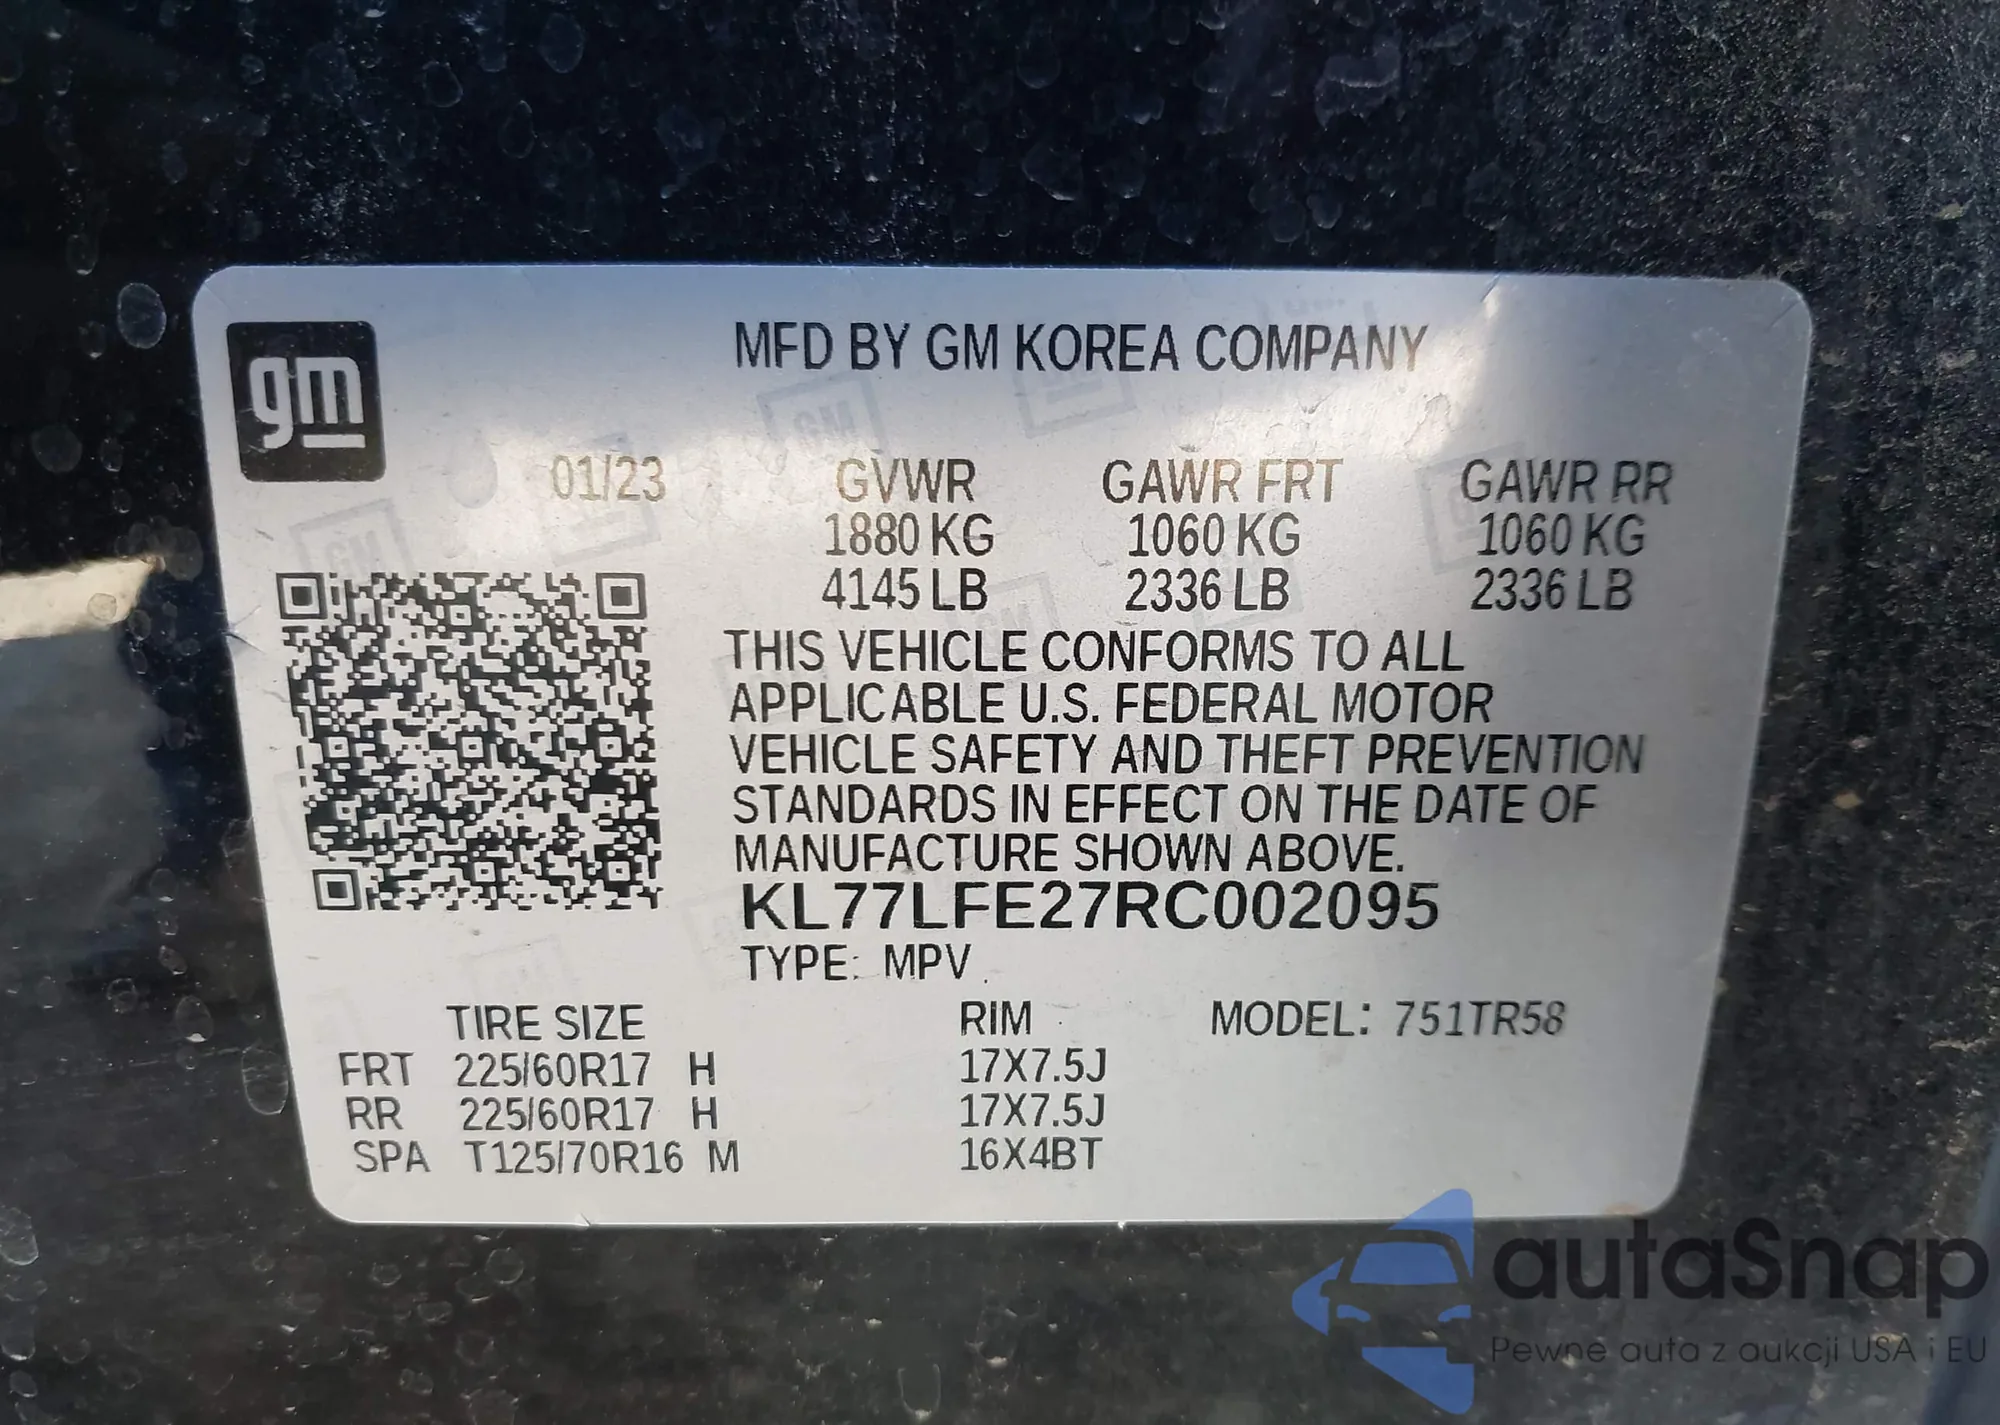 gm
MFD BY GM KOREA COMPANY
01/23 GVWR GAWR FRT GAWR RR
1880 KG 1060 KG 1060 KG
4145 LB 2336 LB 2336 LB
THIS VEHICLE CONFORMS TO ALL
APPLICABLE U.S. FEDERAL MOTOR
VEHICLE SAFETY AND THEFT PREVENTION
STANDARDS IN EFFECT ON THE DATE OF
MANUFACTURE SHOWN ABOVE.
KL77LFE27RC002095
TYPE: MPV
TIRE SIZE RIM MODEL: 751TR58
FRT 225/60R17 H 17X7.5J
RR 225/60R17 H 17X7.5J
SPA T125/70R16 M 16X4BT
autaSnap
Pewne auta z aukcji USA i EU